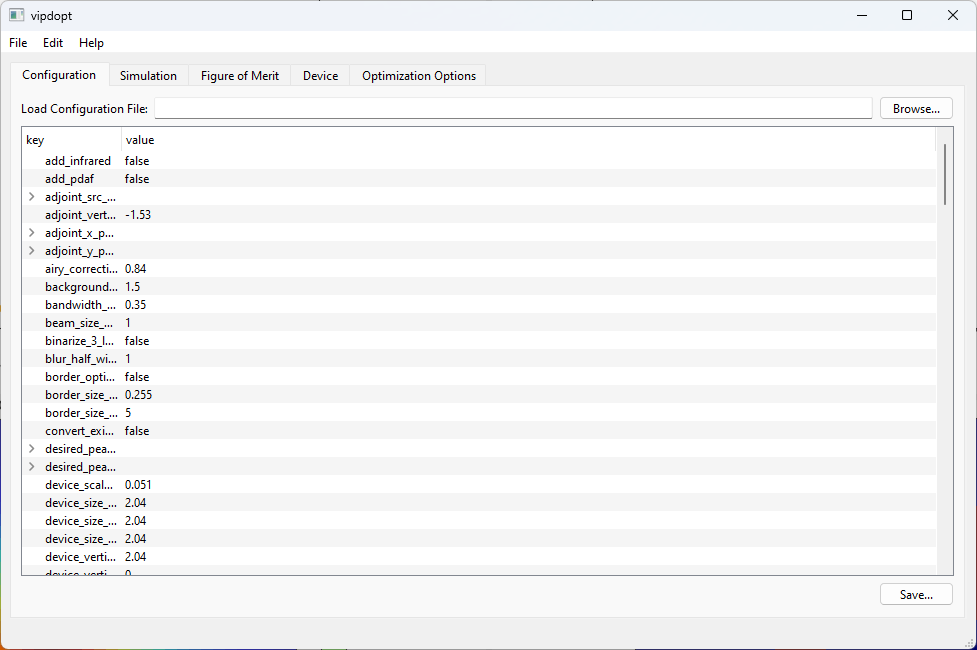 vipdopt
File Edit Help
Configuration Simulation Figure of Merit Device Optimization Options
Load Configuration File: Browse...
key value
add_infrared false
add_pdaf false
adjoint_src_...
adjoint_vert... -1.53
adjoint_x_p...
adjoint_y_p...
airy_correcti... 0.84
background... 1.5
bandwidth_... 0.35
beam_size_... 1
binarize_3_l... false
blur_half_wi... 1
border_opti... false
border_size_... 0.255
border_size_... 5
convert_exi... false
desired_pea...
desired_pea...
device_scal... 0.051
device_size_... 2.04
device_size_... 2.04
device_size_... 2.04
device_verti... 2.04
device_verti... 0
Save...